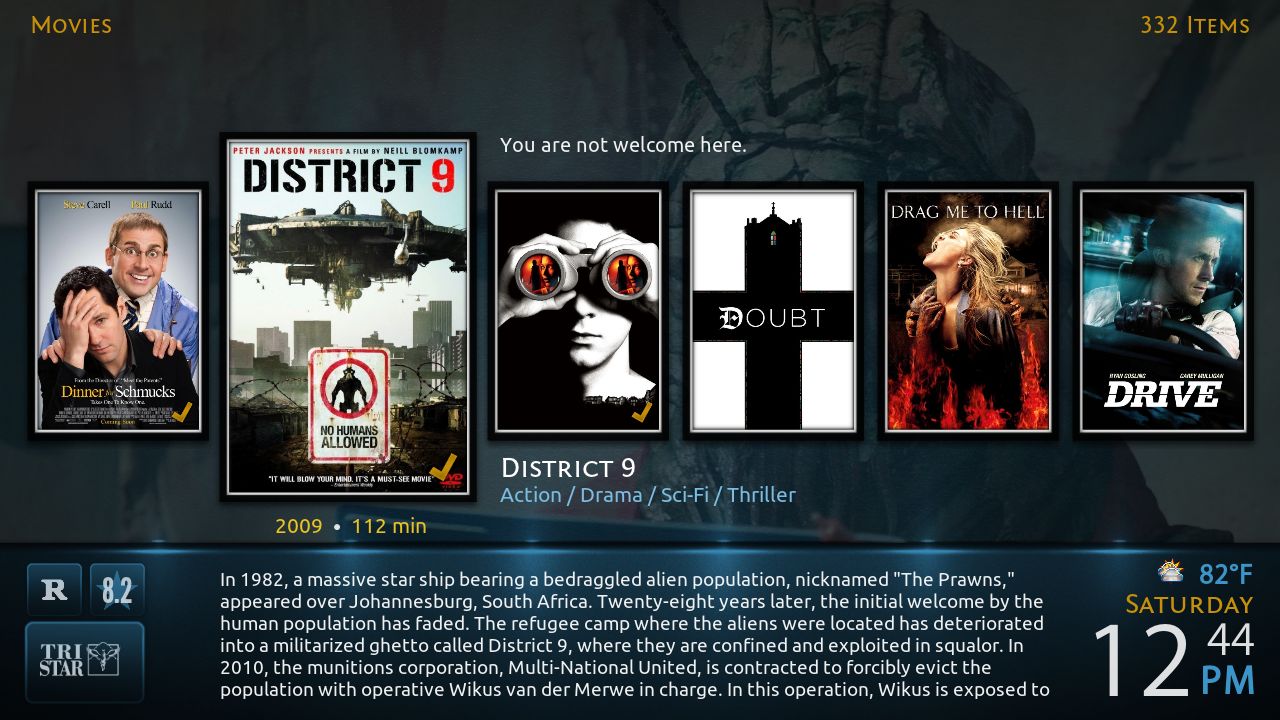 Movies
332 Items
You are not welcome here.
Steve Carell Paul Rudd
From the Director of "Meet the Parents"
Dinner for Schmucks
Takes One To Know One.
Coming Soon
PETER JACKSON PRESENTS A FILM BY NEILL BLOMKAMP
DISTRICT 9
NO HUMANS
ALLOWED
"IT WILL BLOW YOUR MIND. IT'S A MUST-SEE MOVIE"
DOUBT
DRAG ME TO HELL
RYAN GOSLING CAREY MULLIGAN
DRIVE
District 9
Action / Drama / Sci-Fi / Thriller
2009 • 112 min
R
8.2
TRI
STAR
In 1982, a massive star ship bearing a bedraggled alien population, nicknamed "The Prawns,"
appeared over Johannesburg, South Africa. Twenty-eight years later, the initial welcome by the
human population has faded. The refugee camp where the aliens were located has deteriorated
into a militarized ghetto called District 9, where they are confined and exploited in squalor. In
2010, the munitions corporation, Multi-National United, is contracted to forcibly evict the
population with operative Wikus van der Merwe in charge. In this operation, Wikus is exposed to
82°F
Saturday
12 44
PM